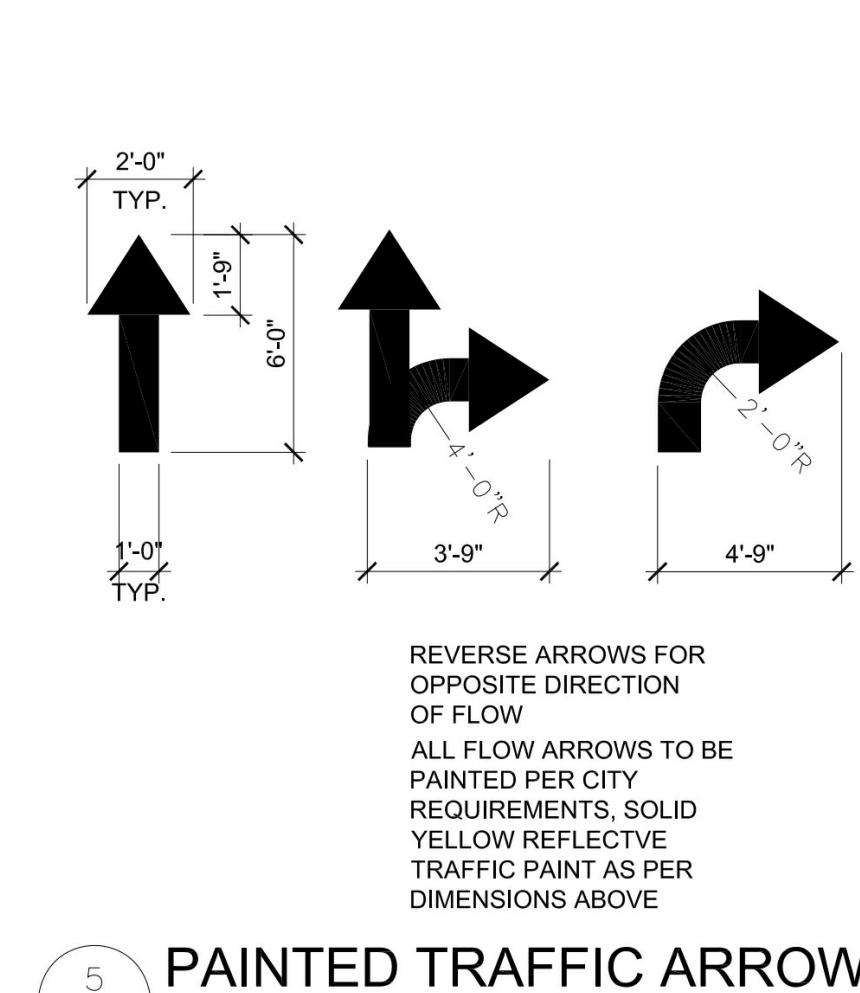 2'-0"
TYP.
1'-9"
6'-0"
1'-0"
TYP.
4'-0"R
3'-9"
2'-0"R
4'-9"
REVERSE ARROWS FOR
OPPOSITE DIRECTION
OF FLOW
ALL FLOW ARROWS TO BE
PAINTED PER CITY
REQUIREMENTS, SOLID
YELLOW REFLECTVE
TRAFFIC PAINT AS PER
DIMENSIONS ABOVE
5
PAINTED TRAFFIC ARROW